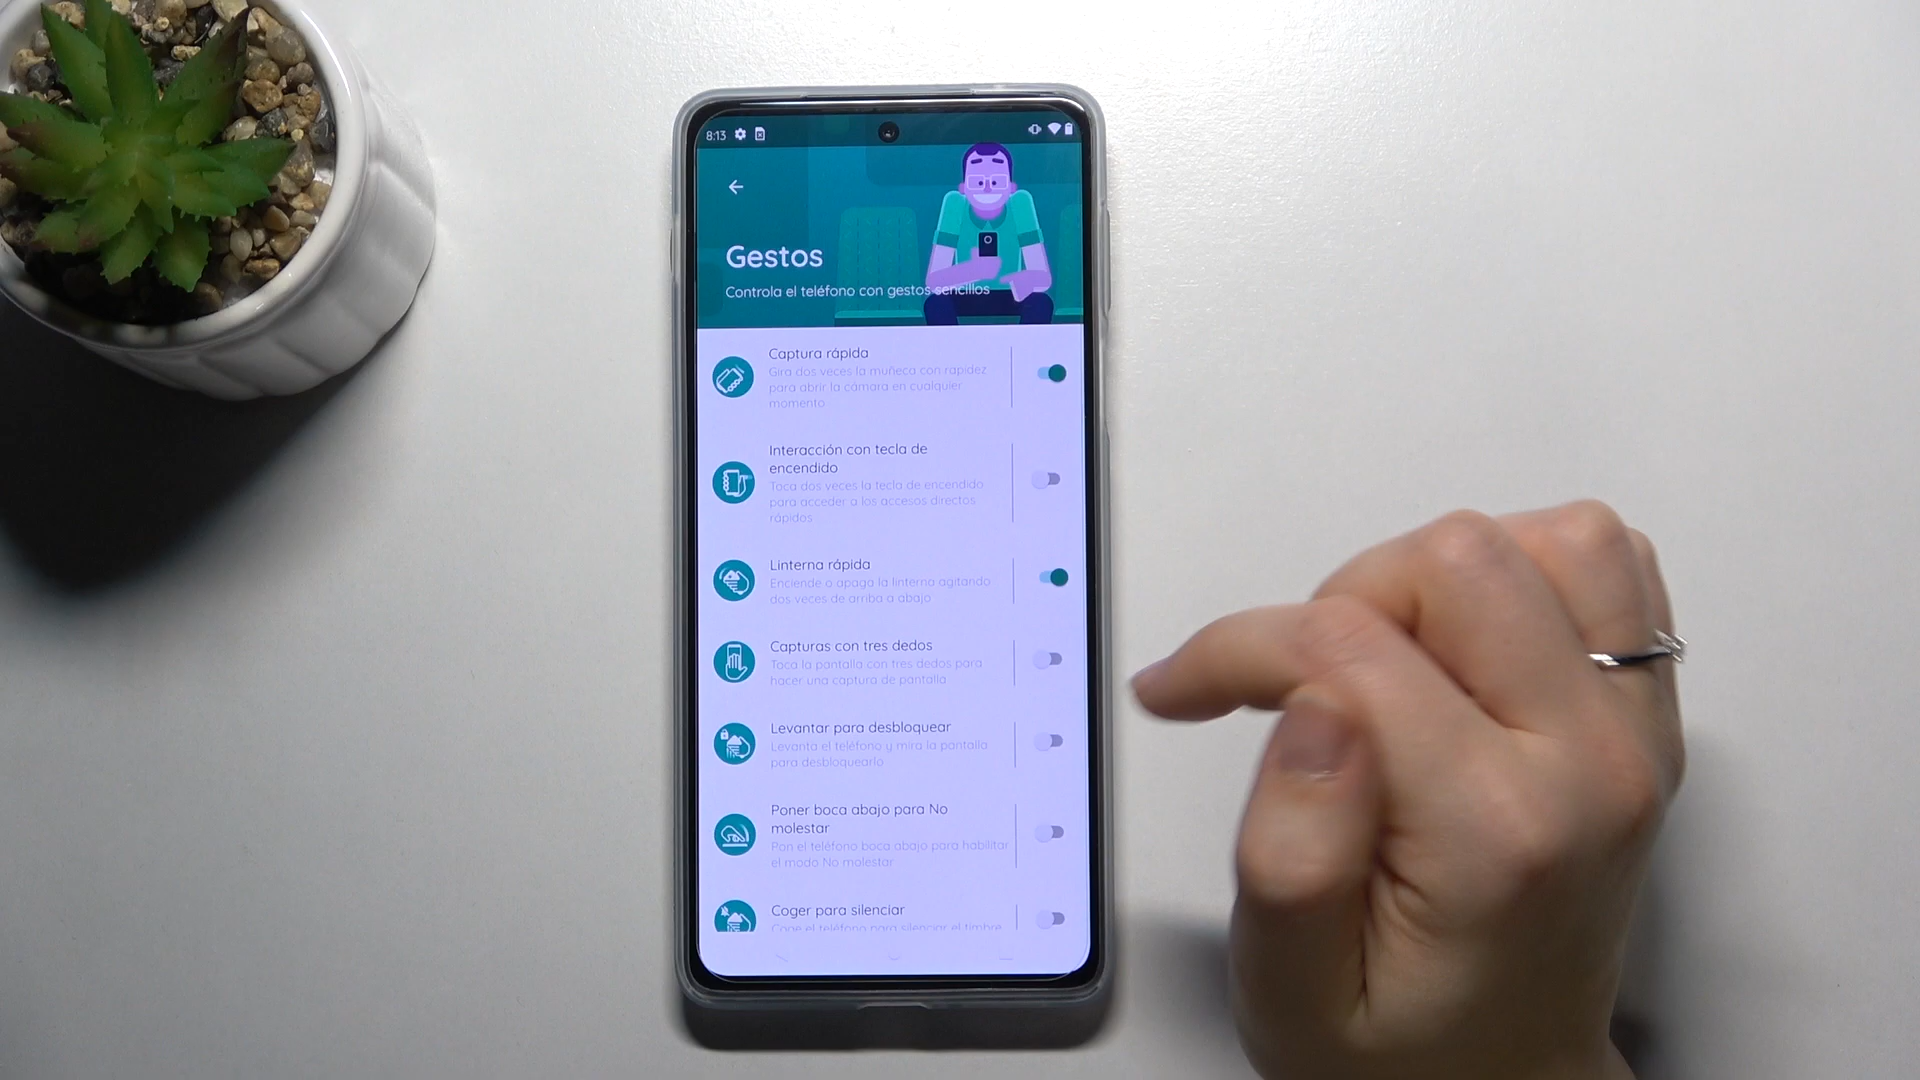 8:13
Gestos
Controla el teléfono con gestos sencillos
Captura rápida
Gira dos veces la muñeca con rapidez
para abrir la cámara en cualquier
momento
Interacción con tecla de
encendido
Toca dos veces la tecla de encendido
para acceder a los accesos directos
rápidos
Linterna rápida
Enciende o apaga la linterna agitando
dos veces de arriba a abajo
Capturas con tres dedos
Toca la pantalla con tres dedos para
hacer una captura de pantalla
Levantar para desbloquear
Levanta el teléfono y mira la pantalla
para desbloquearlo
Poner boca abajo para No
molestar
Pon el teléfono boca abajo para habilitar
el modo No molestar
Coger para silenciar
Coge el teléfono para silenciar el timbre